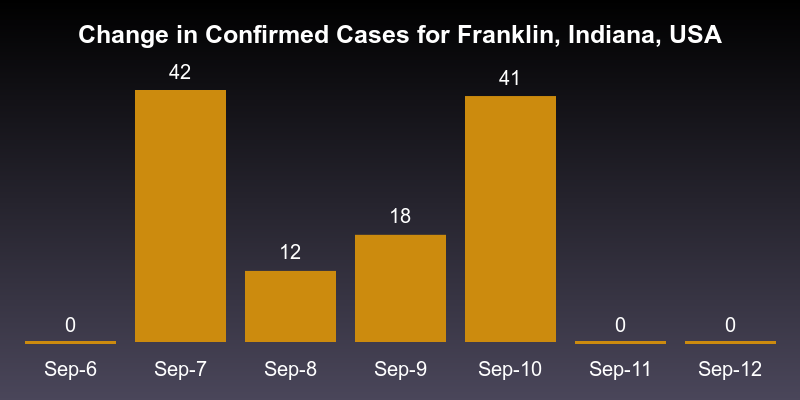 Change in Confirmed Cases for Franklin, Indiana, USA
0
42
12
18
41
0
0
Sep-6
Sep-7
Sep-8
Sep-9
Sep-10
Sep-11
Sep-12